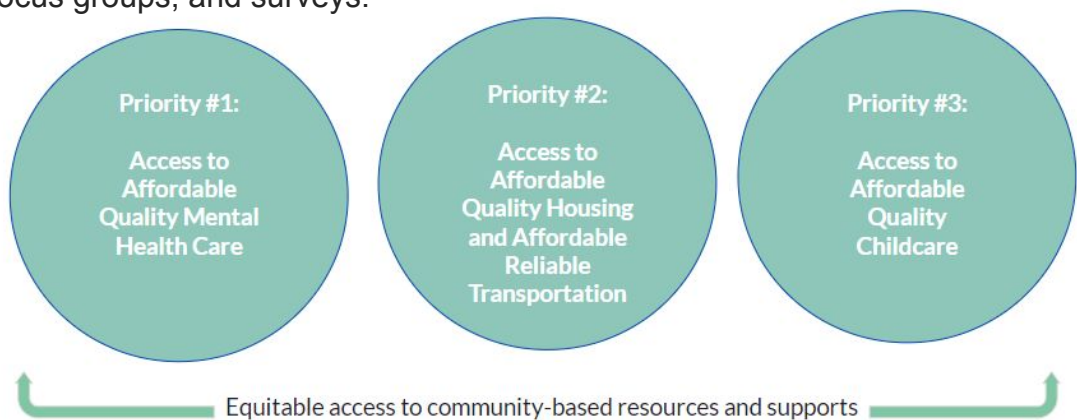 ocus groups, and surveys.
Priority #1:
Access to
Affordable
Quality Mental
Health Care
Priority #2:
Access to
Affordable
Quality Housing
and Affordable
Reliable
Transportation
Priority #3:
Access to
Affordable
Quality
Childcare
Equitable access to community-based resources and supports